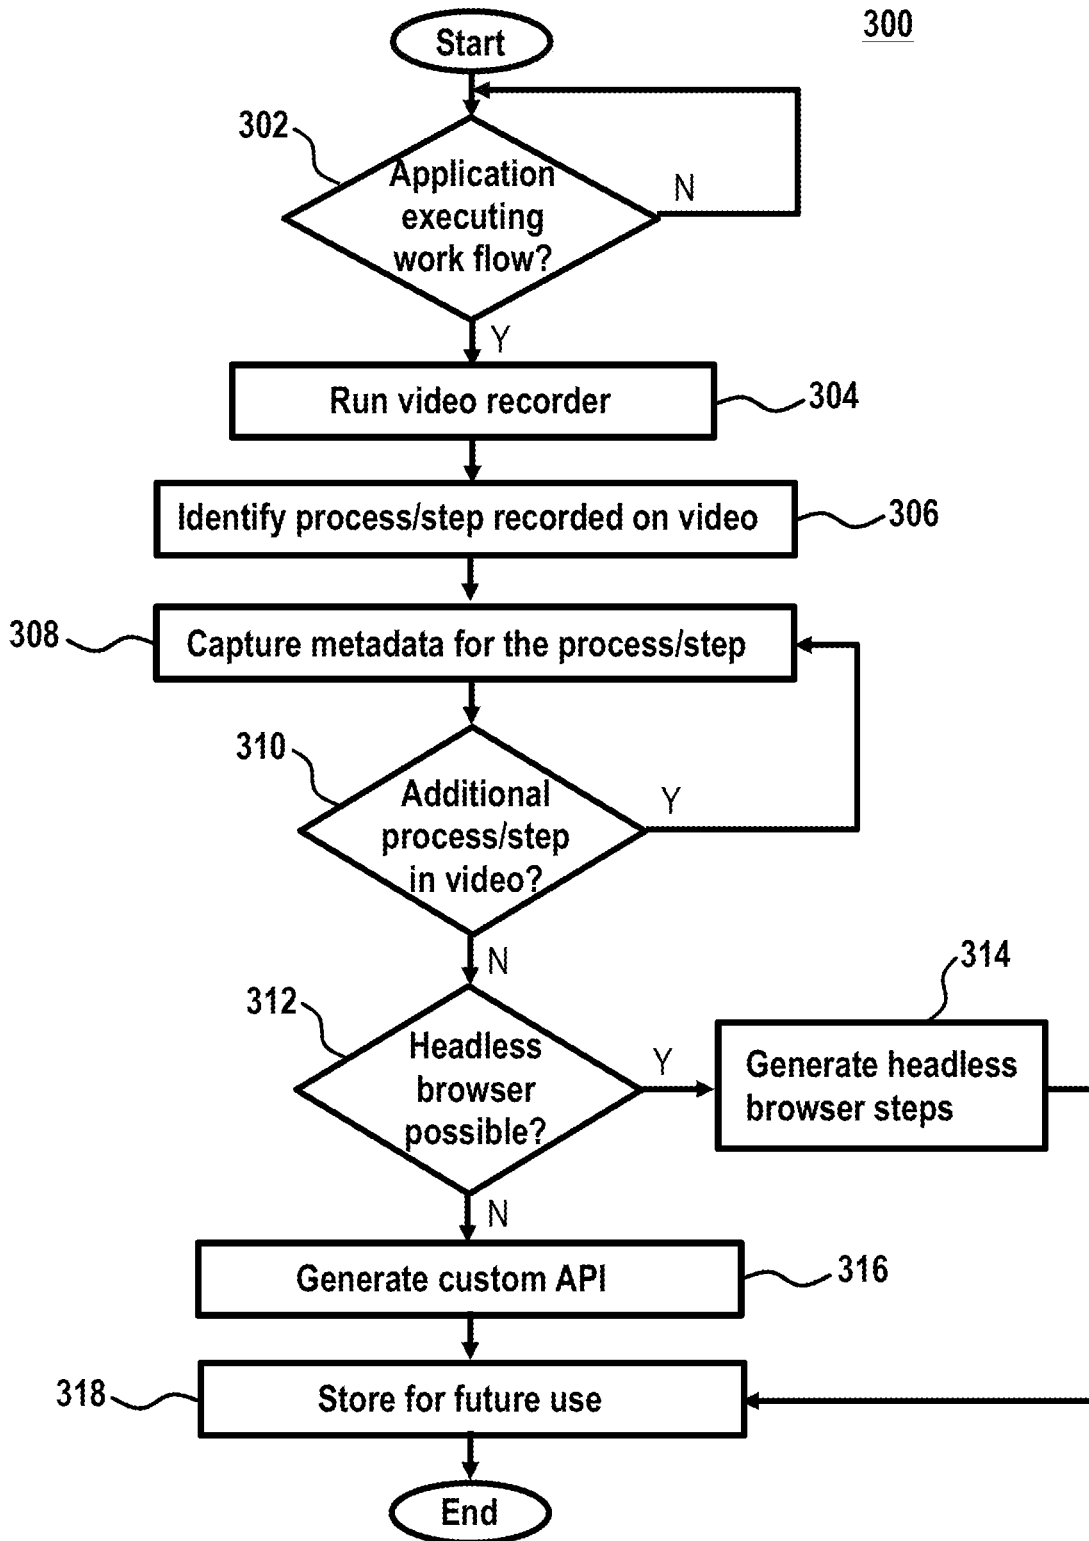 300
Start
302
Application
executing
work flow?
N
Y
Run video recorder
304
Identify process/step recorded on video
306
308
Capture metadata for the process/step
310
Additional
process/step
in video?
Y
N
312
Headless
browser
possible?
Y
314
Generate headless
browser steps
N
Generate custom API
316
318
Store for future use
End